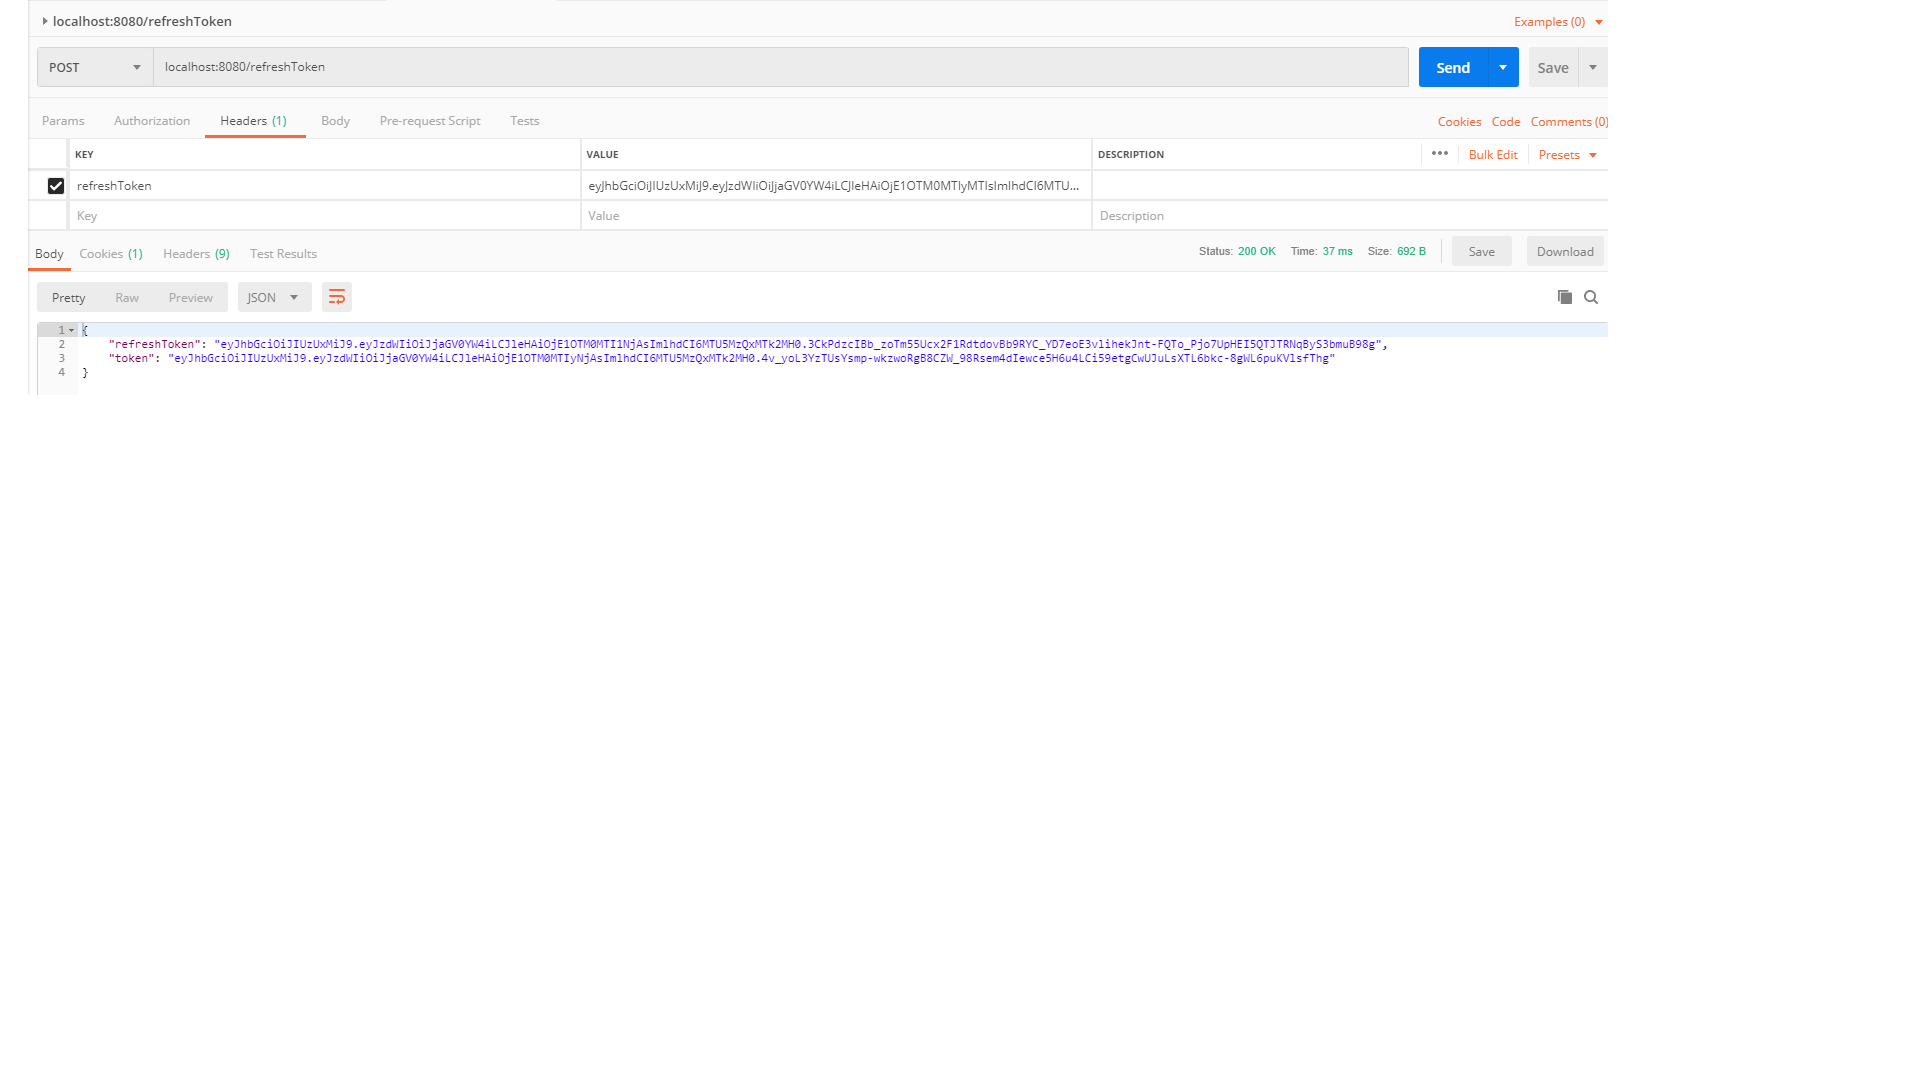 localhost:8080/refreshToken
Examples (0)
POST
localhost:8080/refreshToken
Send
Save
Params Authorization Headers (1) Body Pre-request Script Tests
Cookies Code Comments (0)
KEY VALUE DESCRIPTION
••• Bulk Edit Presets
refreshToken eyJhbGciOiJIUzUxMiJ9.eyJzdWIiOiJjaGV0YW4iLCJleHAiOjE1OTM0MTIyMTIsImlhdCI6MTU...
Key Value Description
Body Cookies (1) Headers (9) Test Results
Status: 200 OK Time: 37 ms Size: 692 B
Save Download
Pretty Raw Preview JSON
1 {
2 "refreshToken": "eyJhbGciOiJIUzUxMiJ9.eyJzdWIiOiJjaGV0YW4iLCJleHAiOjE1OTM0MTI1NjAsImlhdCI6MTU5MzQxMTk2MH0.3CkPdzcIBb_zoTm55Ucx2F1RdtdovBb9RYC_YD7eoE3vlihekJnt-FQTo_Pjo7UpHEI5QTJTRNqByS3bmuB98g",
3 "token": "eyJhbGciOiJIUzUxMiJ9.eyJzdWIiOiJjaGV0YW4iLCJleHAiOjE1OTM0MTIyNjAsImlhdCI6MTU5MzQxMTk2MH0.4v_yoL3YzTUsYsmp-wkzwoRgB8CZW_98Rsem4dIewce5H6u4LCi59etgCwUJuLsXTL6bkc-8gWL6puKVlsfThg"
4 }